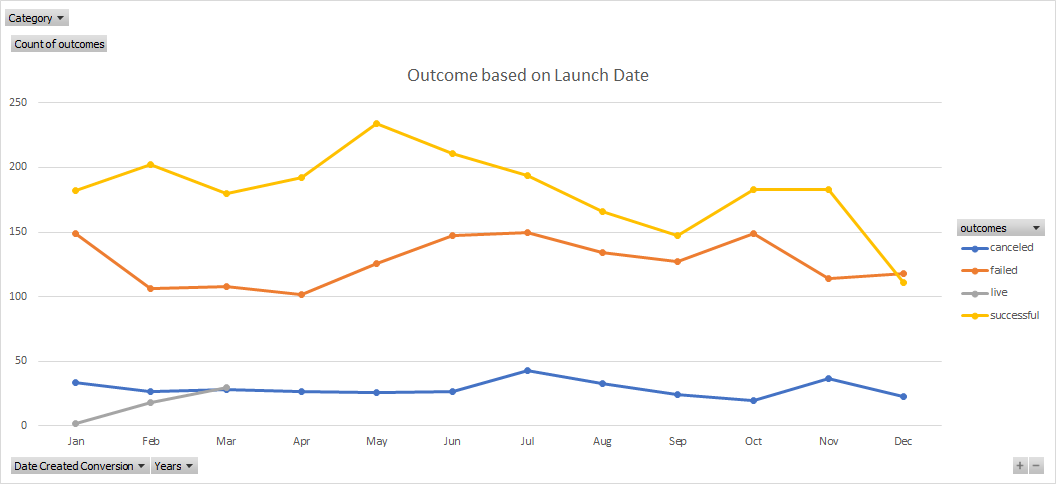 Category
Count of outcomes
Outcome based on Launch Date
250
200
150
100
50
0
Jan Feb Mar Apr May Jun Jul Aug Sep Oct Nov Dec
outcomes
canceled
failed
live
successful
Date Created Conversion Years
+ −